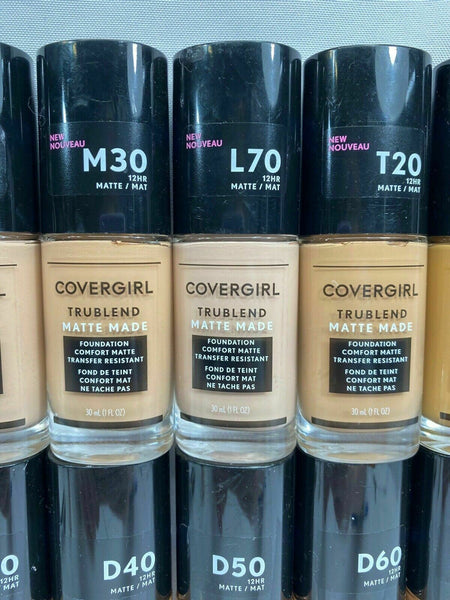 NEW
NOUVEAU
M30
12HR
MATTE / MAT
NEW
NOUVEAU
L70
12HR
MATTE / MAT
NEW
NOUVEAU
T20
12HR
MATTE / MAT
COVERGIRL
TRUBLEND
MATTE MADE
FOUNDATION
COMFORT MATTE
TRANSFER RESISTANT
FOND DE TEINT
CONFORT MAT
NE TACHE PAS
30 mL (1 FL OZ)
COVERGIRL
TRUBLEND
MATTE MADE
FOUNDATION
COMFORT MATTE
TRANSFER RESISTANT
FOND DE TEINT
CONFORT MAT
NE TACHE PAS
30 mL (1 FL OZ)
COVERGIRL
TRUBLEND
MATTE MADE
FOUNDATION
COMFORT MATTE
TRANSFER RESISTANT
FOND DE TEINT
CONFORT MAT
NE TACHE PAS
30 mL (1 FL OZ)
0
12HR
MAT
D40
12HR
MATTE / MAT
D50
12HR
MATTE / MAT
D60
12HR
MATTE / MAT